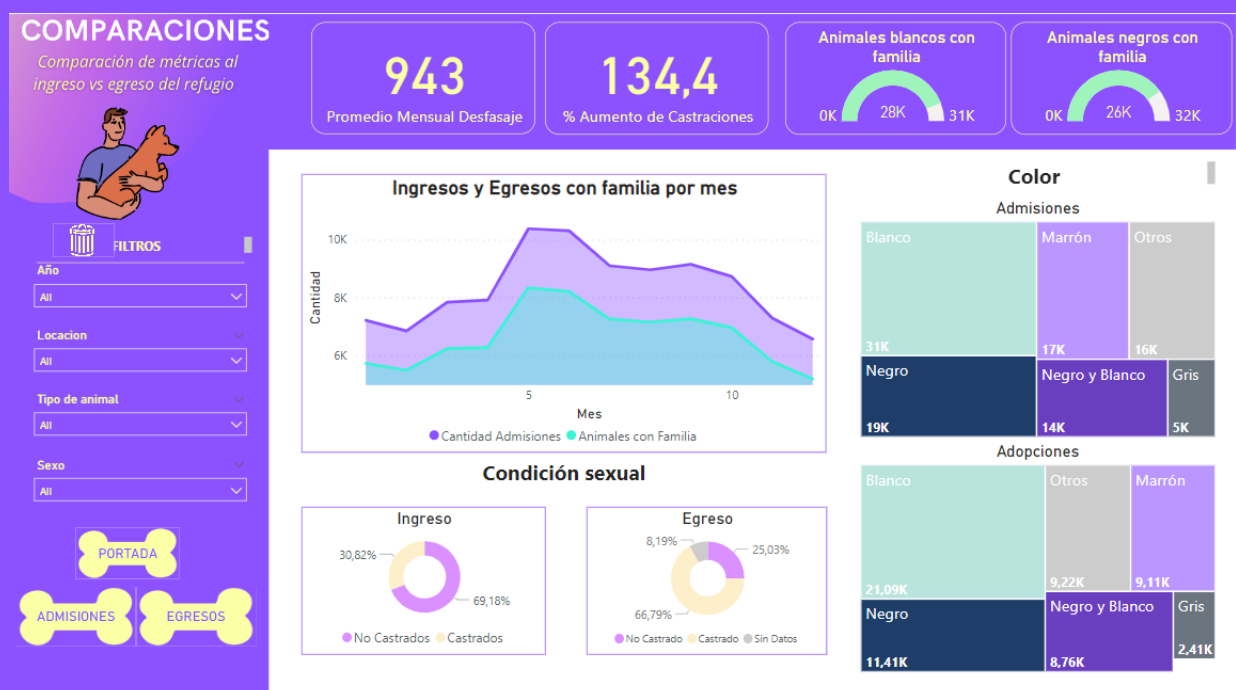 COMPARACIONES
Comparación de métricas al
ingreso vs egreso del refugio
943
Promedio Mensual Desfasaje
134,4
% Aumento de Castraciones
Animales blancos con
familia
0K
28K
31K
Animales negros con
familia
0K
26K
32K
FILTROS
Año
All
Locacion
All
Tipo de animal
All
Sexo
All
PORTADA
ADMISIONES
EGRESOS
Ingresos y Egresos con familia por mes
Cantidad
10K
8K
6K
5
10
Mes
Cantidad Admisiones
Animales con Familia
Condición sexual
Ingreso
30,82%
69,18%
No Castrados
Castrados
Egreso
8,19%
25,03%
66,79%
No Castrado
Castrado
Sin Datos
Color
Admisiones
Blanco
31K
Marrón
17K
Otros
16K
Negro
19K
Negro y Blanco
14K
Gris
5K
Adopciones
Blanco
21,09K
Otros
9,22K
Marrón
9,11K
Negro
11,41K
Negro y Blanco
8,76K
Gris
2,41K